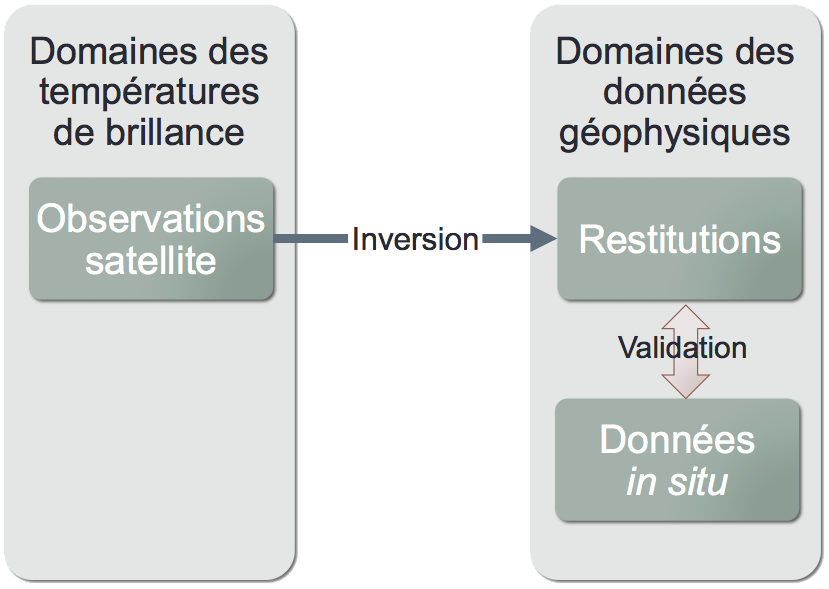 Domaines des
températures
de brillance
Observations
satellite
Inversion
Domaines des
données
géophysiques
Restitutions
Validation
Données
in situ